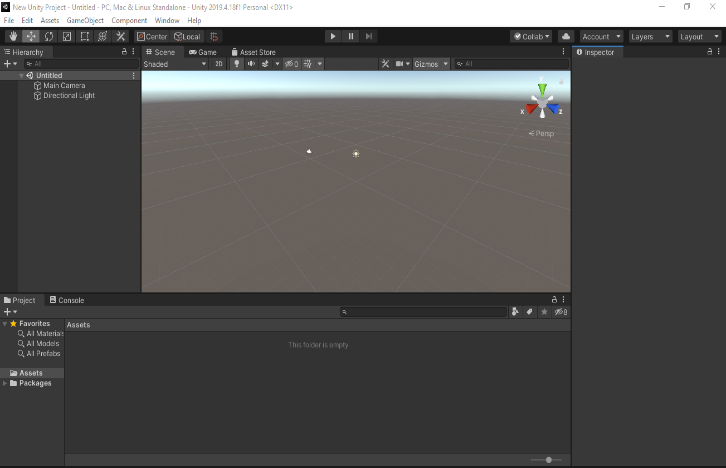 New Unity Project - Untitled - PC, Mac & Linux Standalone - Unity 2019.4.18f1 Personal <DX11>
File Edit Assets GameObject Component Window Help
Center Local Collab Account Layers Layout
Hierarchy Scene Game Asset Store Inspector
All Shaded 2D 0 Gizmos All
Untitled
Main Camera
Directional Light
y
x z
Persp
Project Console
8
Favorites Assets
All Materials
All Models This folder is empty
All Prefabs
Assets
Packages